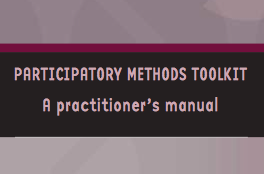 PARTICIPATORY METHODS TOOLKIT
A practitioner's manual